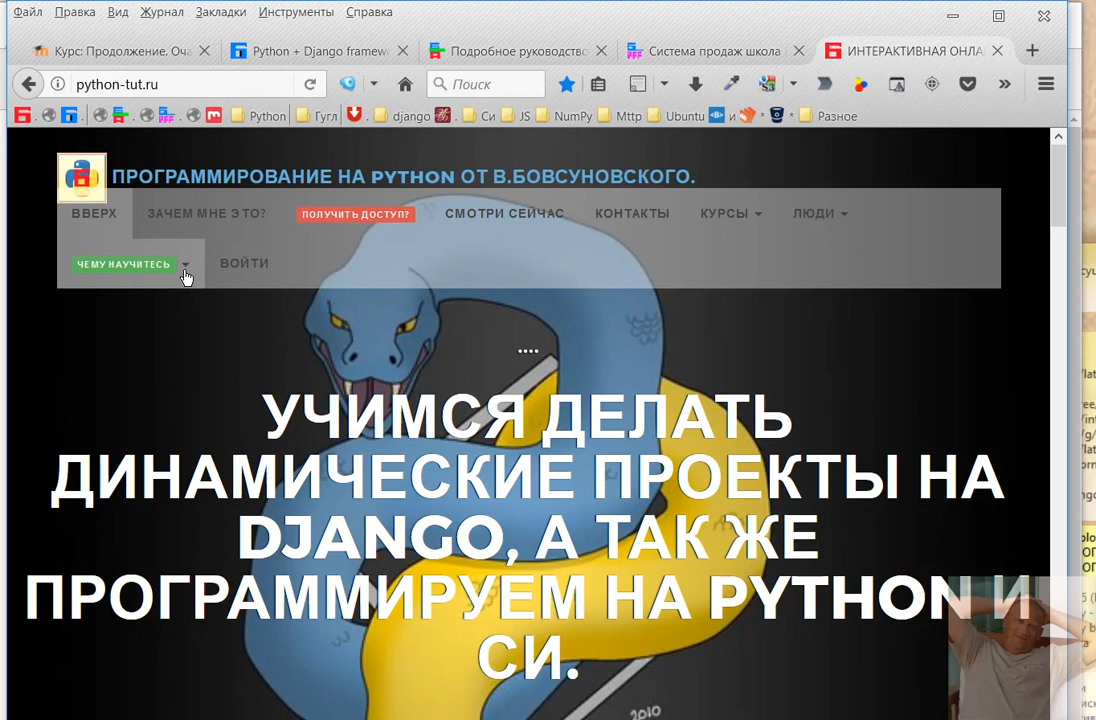 Файл Правка Вид Журнал Закладки Инструменты Справка
Курс: Продолжение. Оча
Python + Django framew
Подробное руководство
Система продаж школа
ИНТЕРАКТИВНАЯ ОНЛА
python-tut.ru
Поиск
Python Гугл django Си JS NumPy Mttp Ubuntu и Разное
ПРОГРАММИРОВАНИЕ НА PYTHON ОТ В.БОВСУНОВСКОГО.
ВВЕРХ ЗАЧЕМ МНЕ ЭТО? ПОЛУЧИТЬ ДОСТУП? СМОТРИ СЕЙЧАС КОНТАКТЫ КУРСЫ ЛЮДИ
ЧЕМУ НАУЧИТЕСЬ ВОЙТИ
....
УЧИМСЯ ДЕЛАТЬ
ДИНАМИЧЕСКИЕ ПРОЕКТЫ НА
DJANGO, А ТАК ЖЕ
ПРОГРАММИРУЕМ НА PYTHON И
СИ.
2010